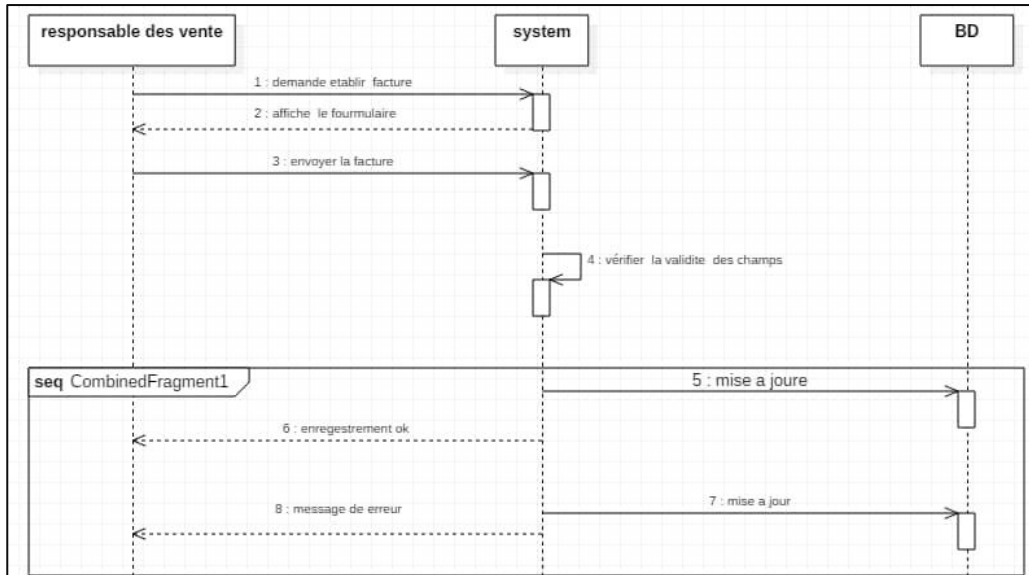 responsable des vente
system
BD
1 : demande etablir facture
2 : affiche le fourmulaire
3 : envoyer la facture
4 : vérifier la validite des champs
seq CombinedFragment1
5 : mise a joure
6 : enregestrement ok
7 : mise a jour
8 : message de erreur